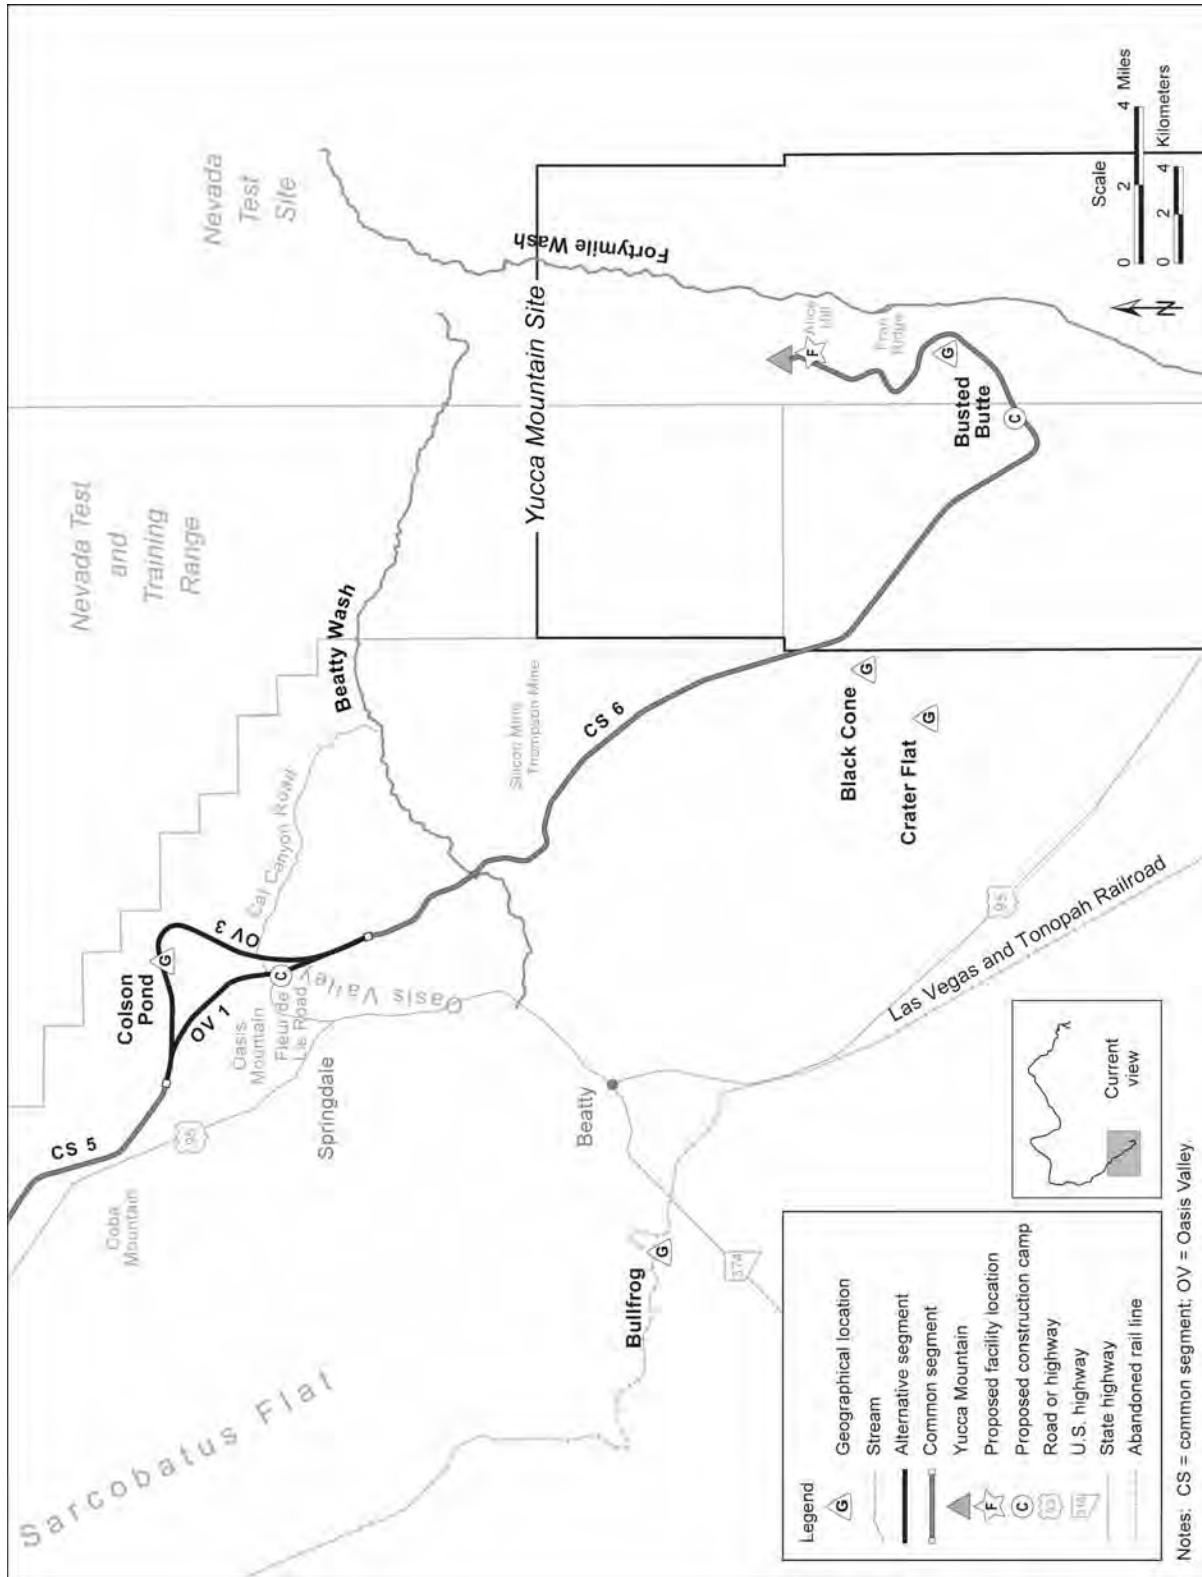 Sarcobatus Flat
CS 5
Coba
Mountain
95
Springdale
Colson
Pond
G
OV 1
OV 3
Oasis
Mountain
Fleur de
Lis Road
C
Oasis Valley
Cat Canyon Road
Nevada Test
and
Training
Range
Nevada
Test
Site
Beatty Wash
Yucca Mountain Site
Fortymile Wash
Silicon Mine
Thompson Mine
CS 6
Beatty
Bullfrog
G
374
Black Cone
G
Crater Flat
G
95
Las Vegas and Tonopah Railroad
F
Alice
Hill
Fran
Ridge
Busted
Butte
G
C
Scale
0 2 4 Miles
0 2 4 Kilometers
N
Current
view
Legend
G Geographical location
Stream
Alternative segment
Common segment
Yucca Mountain
F Proposed facility location
C Proposed construction camp
Road or highway
U.S. highway
State highway
Abandoned rail line
Notes: CS = common segment; OV = Oasis Valley.